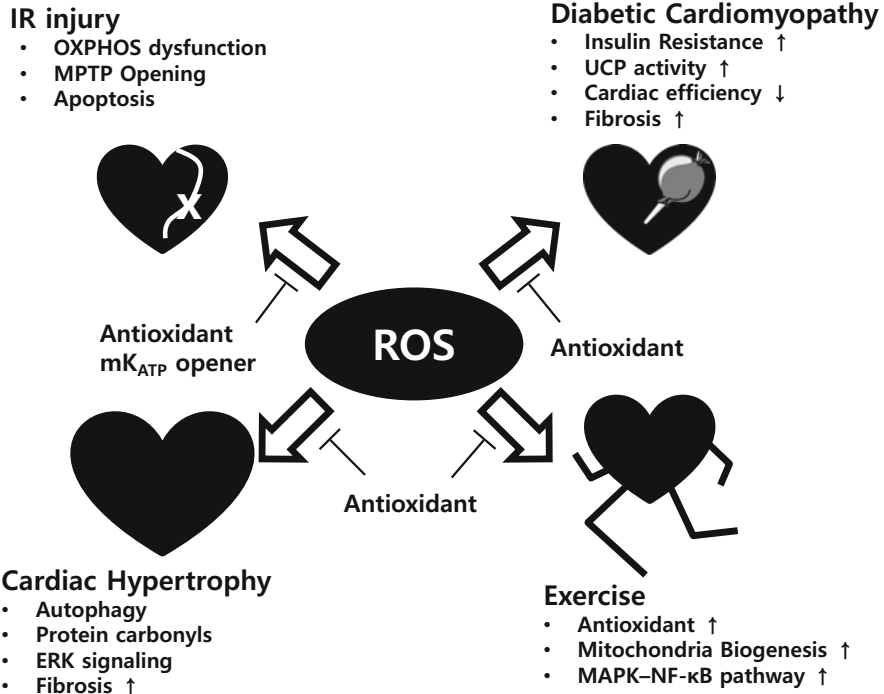 IR injury
• OXPHOS dysfunction
• MPTP Opening
• Apoptosis
Diabetic Cardiomyopathy
• Insulin Resistance ↑
• UCP activity ↑
• Cardiac efficiency ↓
• Fibrosis ↑
X
Antioxidant
mKATP opener
ROS
Antioxidant
Antioxidant
Cardiac Hypertrophy
• Autophagy
• Protein carbonyls
• ERK signaling
• Fibrosis ↑
Exercise
• Antioxidant ↑
• Mitochondria Biogenesis ↑
• MAPK–NF-κB pathway ↑